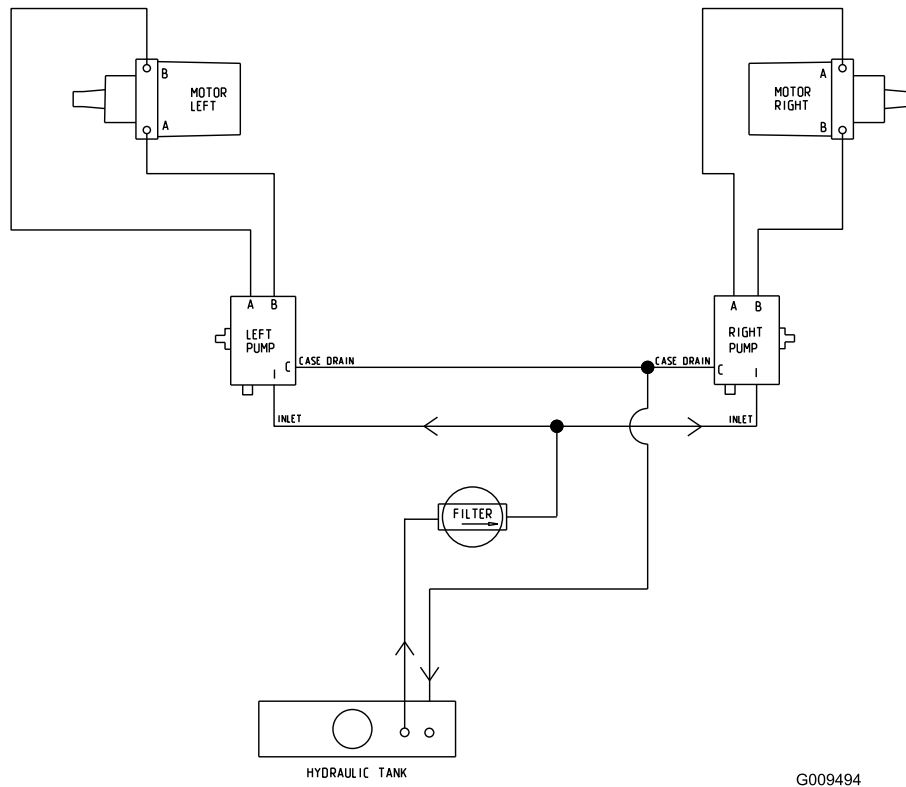 B
MOTOR
LEFT
A
A
MOTOR
RIGHT
B
A B
LEFT
PUMP
C
I
CASE DRAIN
INLET
A B
RIGHT
PUMP
CASE DRAIN
C
I
INLET
FILTER
HYDRAULIC TANK
G009494